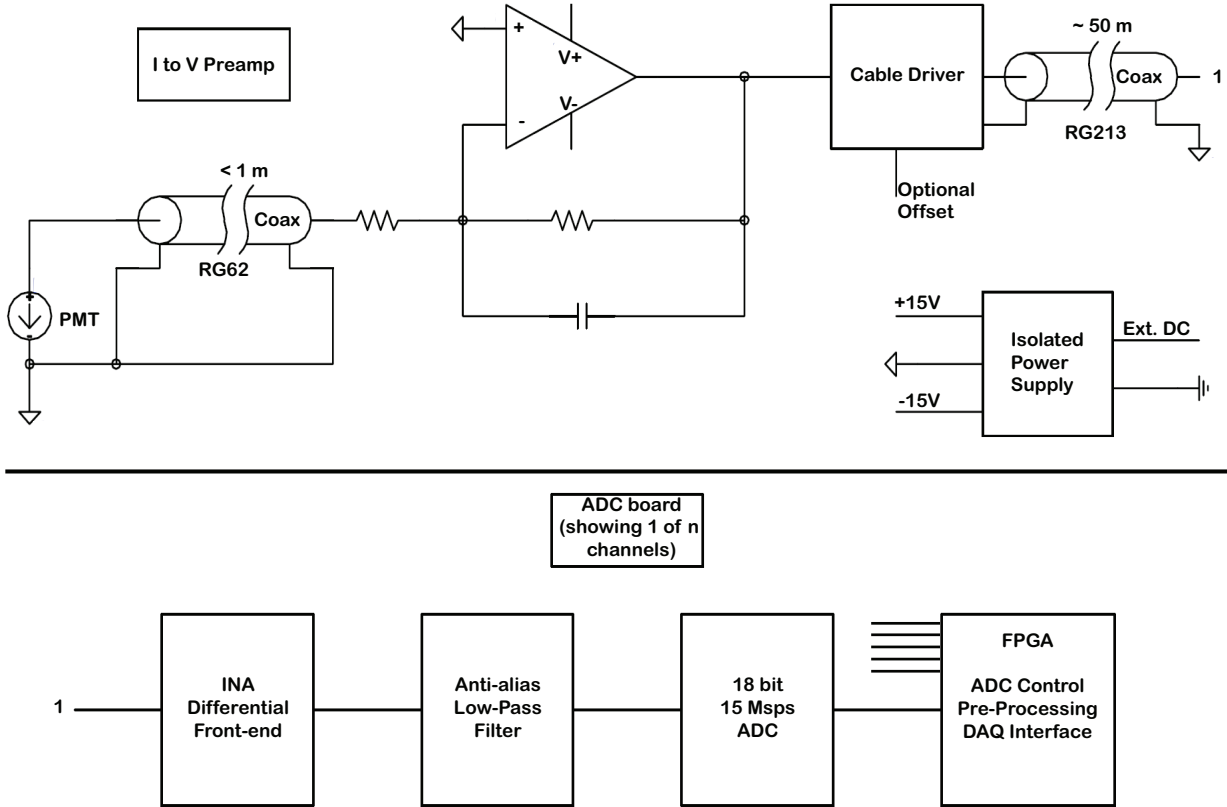 I to V Preamp
+
V+
V-
-
Cable Driver
~ 50 m
Coax
1
RG213
Optional
Offset
< 1 m
Coax
RG62
+
-
PMT
+15V
-15V
Isolated
Power
Supply
Ext. DC
ADC board
(showing 1 of n
channels)
1
INA
Differential
Front-end
Anti-alias
Low-Pass
Filter
18 bit
15 Msps
ADC
FPGA
ADC Control
Pre-Processing
DAQ Interface